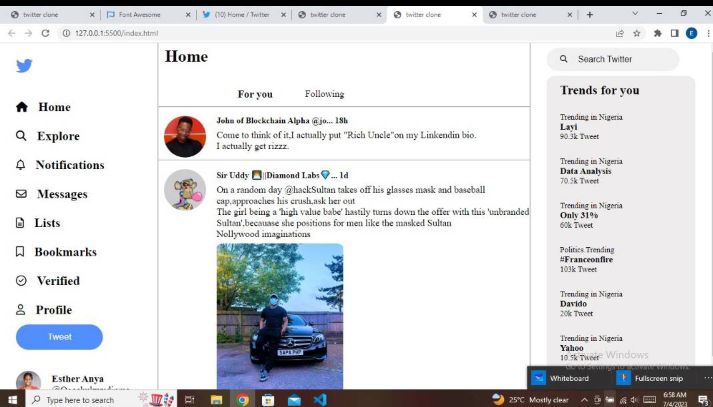 twitter clone
Font Awesome
(10) Home / Twitter
twitter clone
twitter clone
twitter clone
127.0.0.1:5500/index.html
E
Home
Explore
Notifications
Messages
Lists
Bookmarks
Verified
Profile
Tweet
Esther Anya
Home
For you
Following
John of Blockchain Alpha @jo... 18h
Come to think of it,I actually put "Rich Uncle"on my Linkendin bio.
I actually get rizzz.
Sir Uddy ||Diamond Labs💎... 1d
On a random day @hackSultan takes off his glasses mask and baseball
cap,approaches his crush,ask her out
The girl being a 'high value babe' hastily turns down the offer with this 'unbranded
Sultan',becauase she positions for men like the masked Sultan
Nollywood imaginations
Search Twitter
Trends for you
Trending in Nigeria
Layi
90.3k Tweet
Trending in Nigeria
Data Analysis
70.5k Tweet
Trending in Nigeria
Only 31%
60k Tweet
Politics.Trending
#Franceonfire
103k Tweet
Trending in Nigeria
Davido
20k Tweet
Trending in Nigeria
Yahoo
10.5k Tweet
Activate Windows
Go to Settings to activate Windows.
Whiteboard
Fullscreen snip
Type here to search
25°C Mostly clear
6:58 AM
7/4/2023